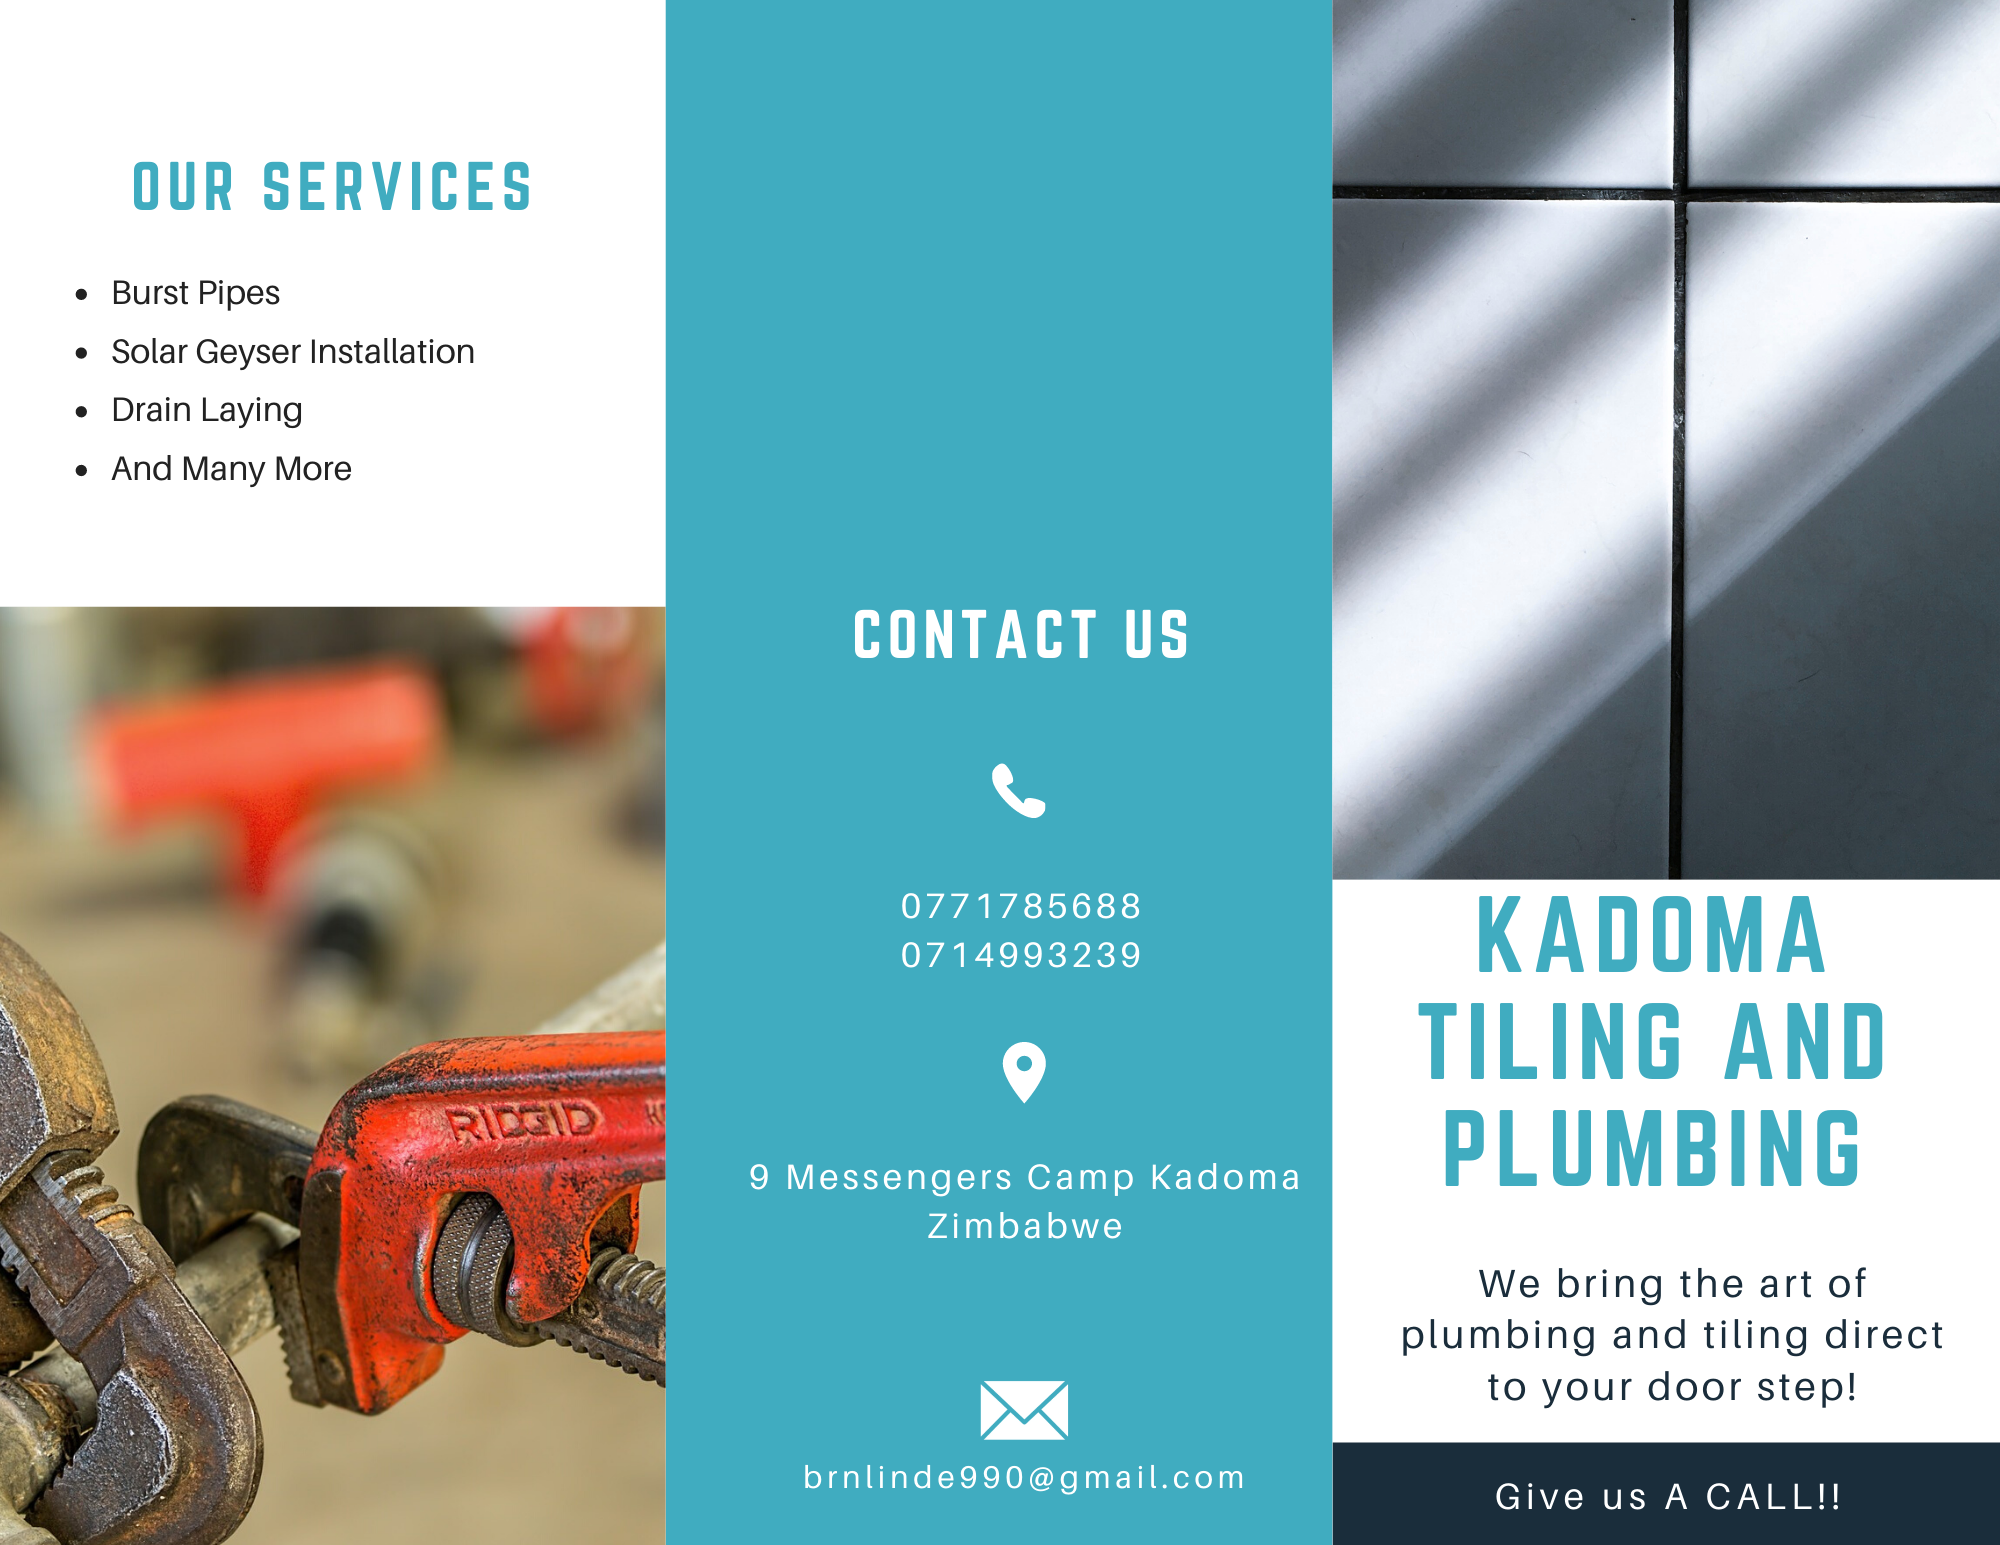 OUR SERVICES
Burst Pipes
Solar Geyser Installation
Drain Laying
And Many More
RIDGID
CONTACT US
0771785688
0714993239
9 Messengers Camp Kadoma
Zimbabwe
brnlinde990@gmail.com
KADOMA
TILING AND
PLUMBING
We bring the art of
plumbing and tiling direct
to your door step!
Give us A CALL!!